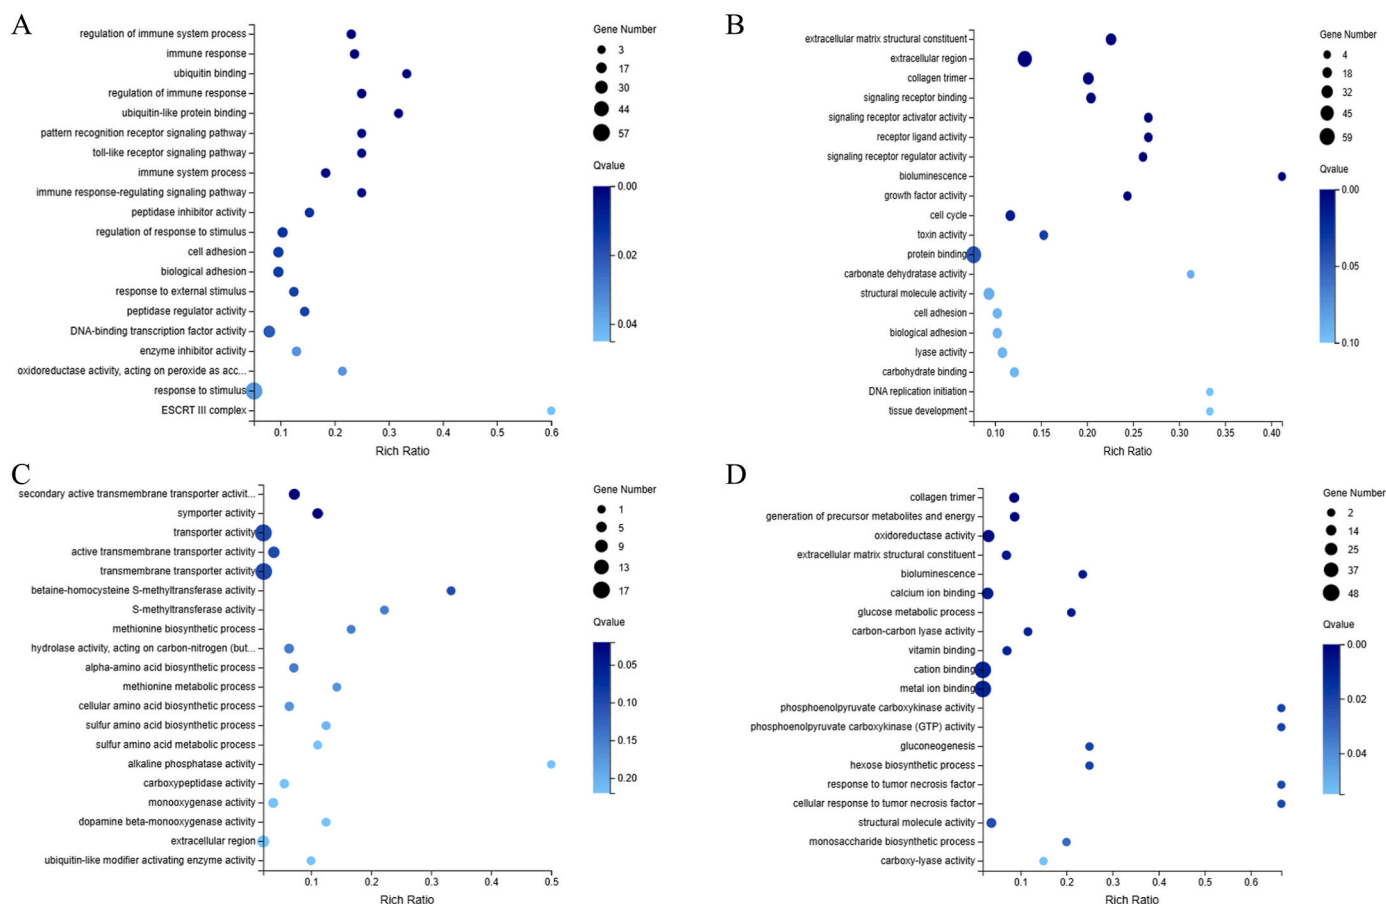 A
regulation of immune system process
immune response
ubiquitin binding
regulation of immune response
ubiquitin-like protein binding
pattern recognition receptor signaling pathway
toll-like receptor signaling pathway
immune system process
immune response-regulating signaling pathway
peptidase inhibitor activity
regulation of response to stimulus
cell adhesion
biological adhesion
response to external stimulus
peptidase regulator activity
DNA-binding transcription factor activity
enzyme inhibitor activity
oxidoreductase activity, acting on peroxide as acc...
response to stimulus
ESCRT III complex
0.1 0.2 0.3 0.4 0.5 0.6
Rich Ratio
Gene Number
3
17
30
44
57
Qvalue
0.00
0.02
0.04
B
extracellular matrix structural constituent
extracellular region
collagen trimer
signaling receptor binding
signaling receptor activator activity
receptor ligand activity
signaling receptor regulator activity
bioluminescence
growth factor activity
cell cycle
toxin activity
protein binding
carbonate dehydratase activity
structural molecule activity
cell adhesion
biological adhesion
lyase activity
carbohydrate binding
DNA replication initiation
tissue development
0.10 0.15 0.20 0.25 0.30 0.35 0.40
Rich Ratio
Gene Number
4
18
32
45
59
Qvalue
0.00
0.05
0.10
C
secondary active transmembrane transporter activit...
symporter activity
transporter activity
active transmembrane transporter activity
transmembrane transporter activity
betaine-homocysteine S-methyltransferase activity
S-methyltransferase activity
methionine biosynthetic process
hydrolase activity, acting on carbon-nitrogen (but...
alpha-amino acid biosynthetic process
methionine metabolic process
cellular amino acid biosynthetic process
sulfur amino acid biosynthetic process
sulfur amino acid metabolic process
alkaline phosphatase activity
carboxypeptidase activity
monooxygenase activity
dopamine beta-monooxygenase activity
extracellular region
ubiquitin-like modifier activating enzyme activity
0.1 0.2 0.3 0.4 0.5
Rich Ratio
Gene Number
1
5
9
13
17
Qvalue
0.05
0.10
0.15
0.20
D
collagen trimer
generation of precursor metabolites and energy
oxidoreductase activity
extracellular matrix structural constituent
bioluminescence
calcium ion binding
glucose metabolic process
carbon-carbon lyase activity
vitamin binding
cation binding
metal ion binding
phosphoenolpyruvate carboxykinase activity
phosphoenolpyruvate carboxykinase (GTP) activity
gluconeogenesis
hexose biosynthetic process
response to tumor necrosis factor
cellular response to tumor necrosis factor
structural molecule activity
monosaccharide biosynthetic process
carboxy-lyase activity
0.1 0.2 0.3 0.4 0.5 0.6
Rich Ratio
Gene Number
2
14
25
37
48
Qvalue
0.00
0.02
0.04